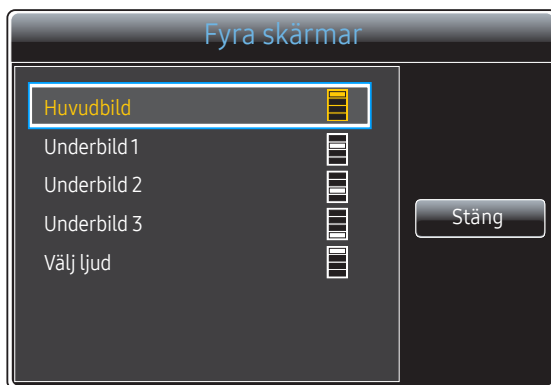 Fyra skärmar
Huvudbild
Underbild 1
Underbild 2
Underbild 3
Välj ljud
Stäng